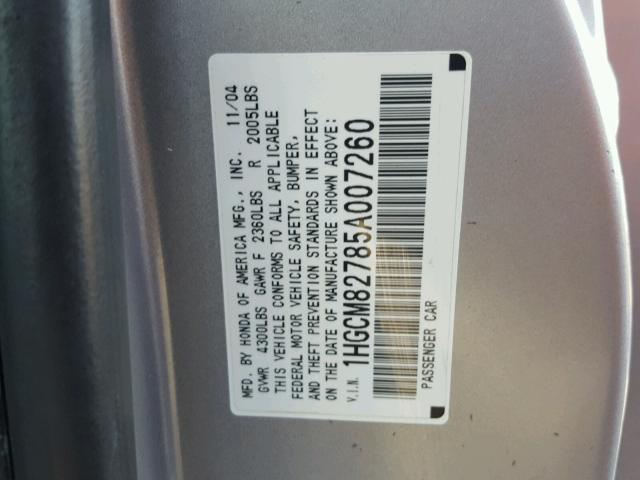 MFD. BY HONDA OF AMERICA MFG., INC. 11/04
GVWR 4300LBS GAWR F 2360LBS R 2005LBS
THIS VEHICLE CONFORMS TO ALL APPLICABLE
FEDERAL MOTOR VEHICLE SAFETY, BUMPER,
AND THEFT PREVENTION STANDARDS IN EFFECT
ON THE DATE OF MANUFACTURE SHOWN ABOVE:
V.I.N. 1HGCM82785A007260
PASSENGER CAR